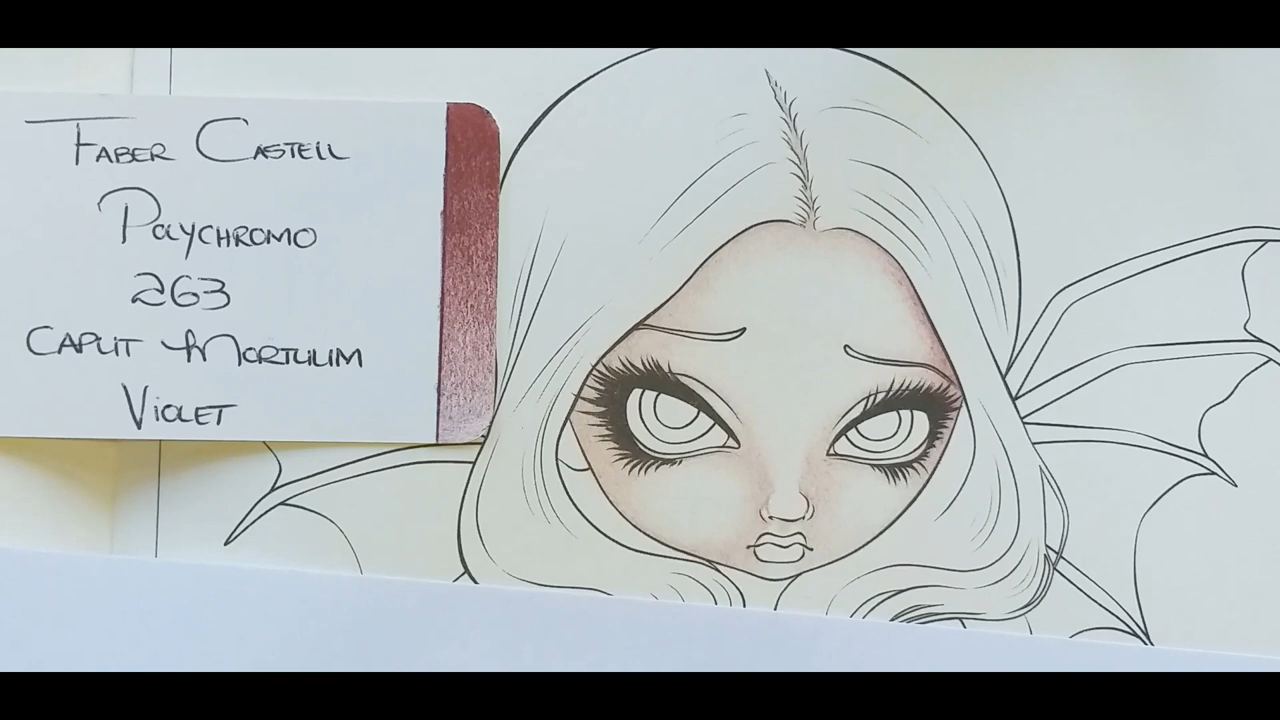 FABER CASTELL
POLYCHROMO
263
CAPUT MORTUUM
VIOLET